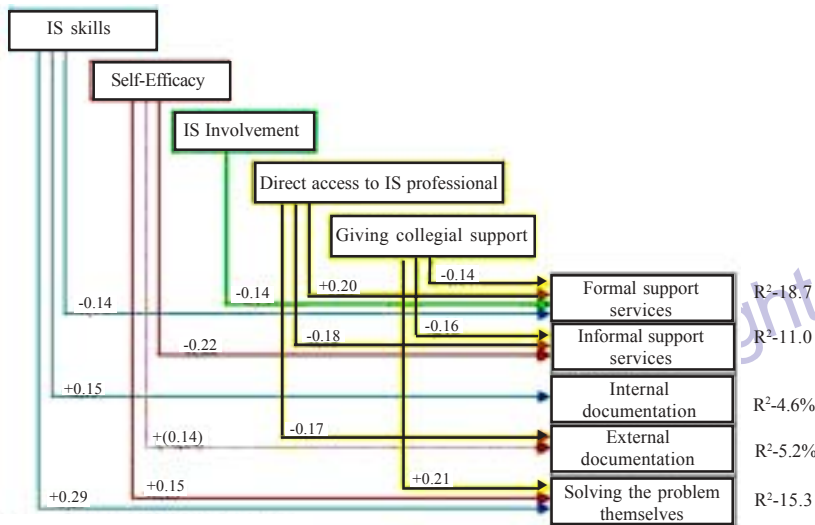 IS skills
Self-Efficacy
IS Involvement
Direct access to IS professional
Giving collegial support
-0.14
+0.20
-0.14
-0.14
Formal support
services
R²-18.7
-0.16
-0.18
-0.22
Informal support
services
R²-11.0
+0.15
Internal
documentation
R²-4.6%
-0.17
+(0.14)
External
documentation
R²-5.2%
+0.21
+0.15
+0.29
Solving the problem
themselves
R²-15.3